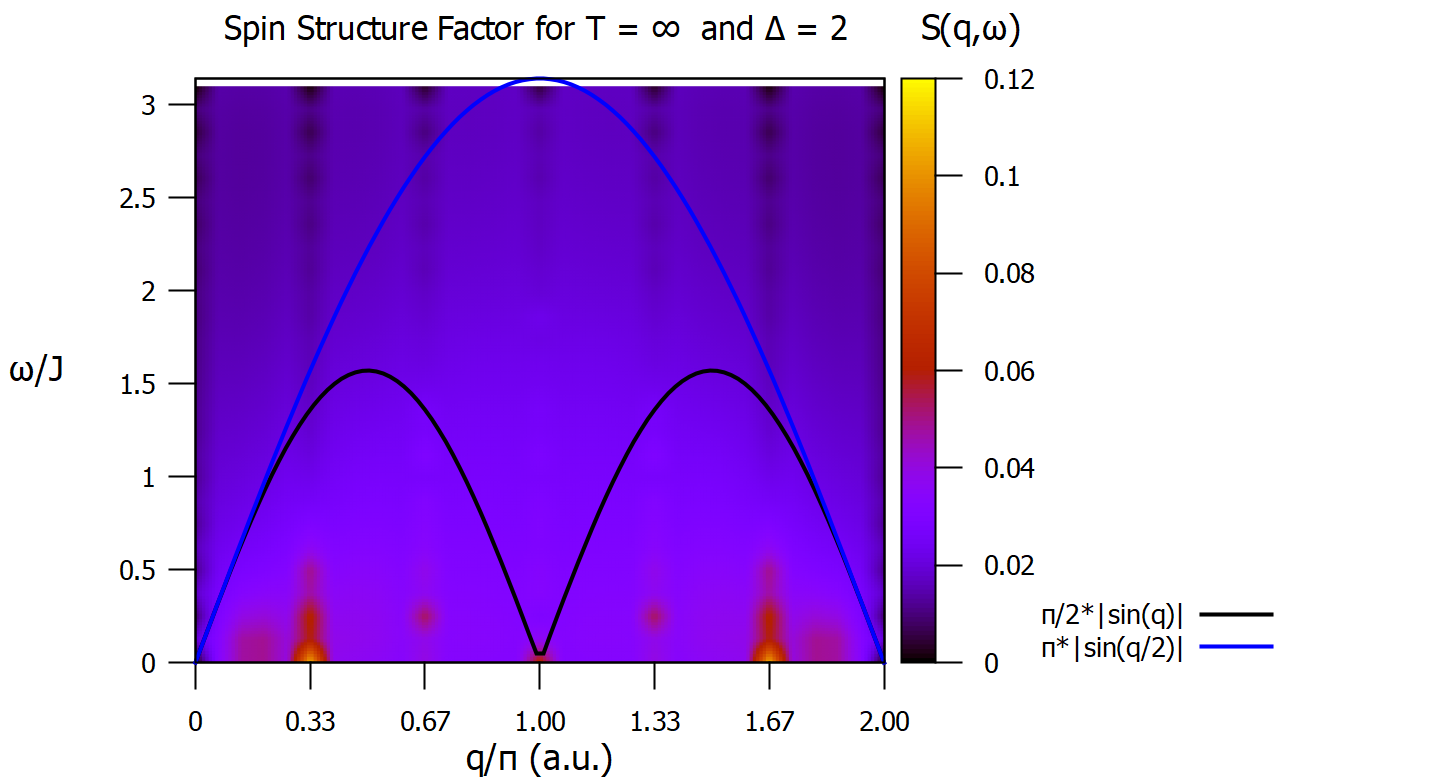 Spin Structure Factor for T = ∞ and Δ = 2
S(q,ω)
0.12
0.1
0.08
0.06
0.04
0.02
0
3
2.5
2
1.5
1
0.5
0
ω/J
0 0.33 0.67 1.00 1.33 1.67 2.00
q/π (a.u.)
π/2*|sin(q)|
π*|sin(q/2)|